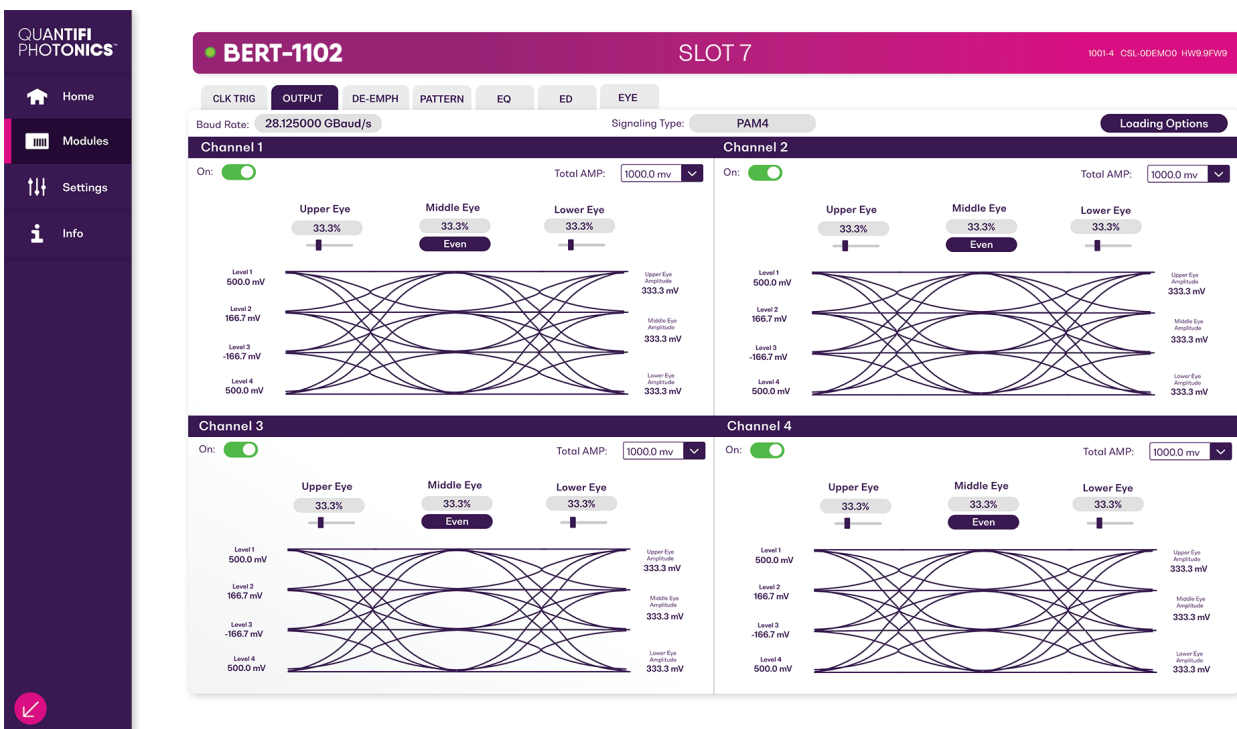 QUANTIFI
PHOTONICS™
Home
Modules
Settings
Info
BERT-1102 SLOT 7 1001-4 CSL-0DEMO0 HW9.9FW9
CLK TRIG OUTPUT DE-EMPH PATTERN EQ ED EYE
Baud Rate: 28.125000 GBaud/s Signaling Type: PAM4 Loading Options
Channel 1
On: Total AMP: 1000.0 mv
Upper Eye Middle Eye Lower Eye
33.3% 33.3% 33.3%
Even
Level 1
500.0 mV
Level 2
166.7 mV
Level 3
-166.7 mV
Level 4
500.0 mV
Upper Eye
Amplitude
333.3 mV
Middle Eye
Amplitude
333.3 mV
Lower Eye
Amplitude
333.3 mV
Channel 2
On: Total AMP: 1000.0 mv
Upper Eye Middle Eye Lower Eye
33.3% 33.3% 33.3%
Even
Level 1
500.0 mV
Level 2
166.7 mV
Level 3
-166.7 mV
Level 4
500.0 mV
Upper Eye
Amplitude
333.3 mV
Middle Eye
Amplitude
333.3 mV
Lower Eye
Amplitude
333.3 mV
Channel 3
On: Total AMP: 1000.0 mv
Upper Eye Middle Eye Lower Eye
33.3% 33.3% 33.3%
Even
Level 1
500.0 mV
Level 2
166.7 mV
Level 3
-166.7 mV
Level 4
500.0 mV
Upper Eye
Amplitude
333.3 mV
Middle Eye
Amplitude
333.3 mV
Lower Eye
Amplitude
333.3 mV
Channel 4
On: Total AMP: 1000.0 mv
Upper Eye Middle Eye Lower Eye
33.3% 33.3% 33.3%
Even
Level 1
500.0 mV
Level 2
166.7 mV
Level 3
-166.7 mV
Level 4
500.0 mV
Upper Eye
Amplitude
333.3 mV
Middle Eye
Amplitude
333.3 mV
Lower Eye
Amplitude
333.3 mV